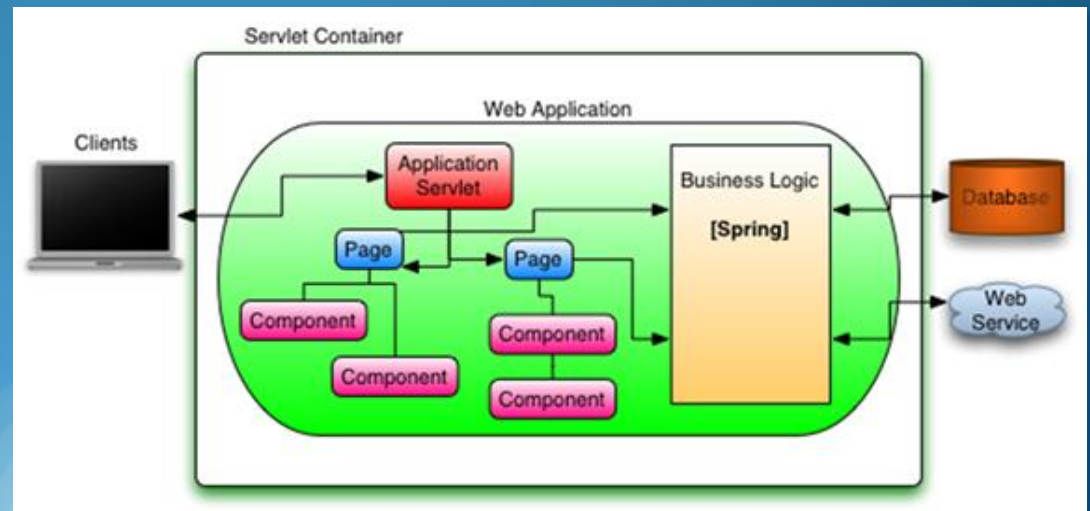 Servlet Container
Web Application
Clients
Application
Servlet
Business Logic
[Spring]
Database
Page
Page
Component
Component
Component
Component
Web
Service